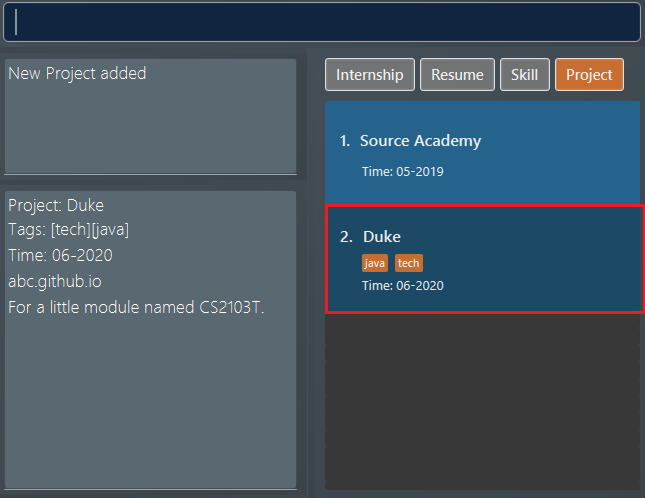 New Project added
Project: Duke
Tags: [tech][java]
Time: 06-2020
abc.github.io
For a little module named CS2103T.
Internship Resume Skill Project
1. Source Academy
Time: 05-2019
2. Duke
java tech
Time: 06-2020